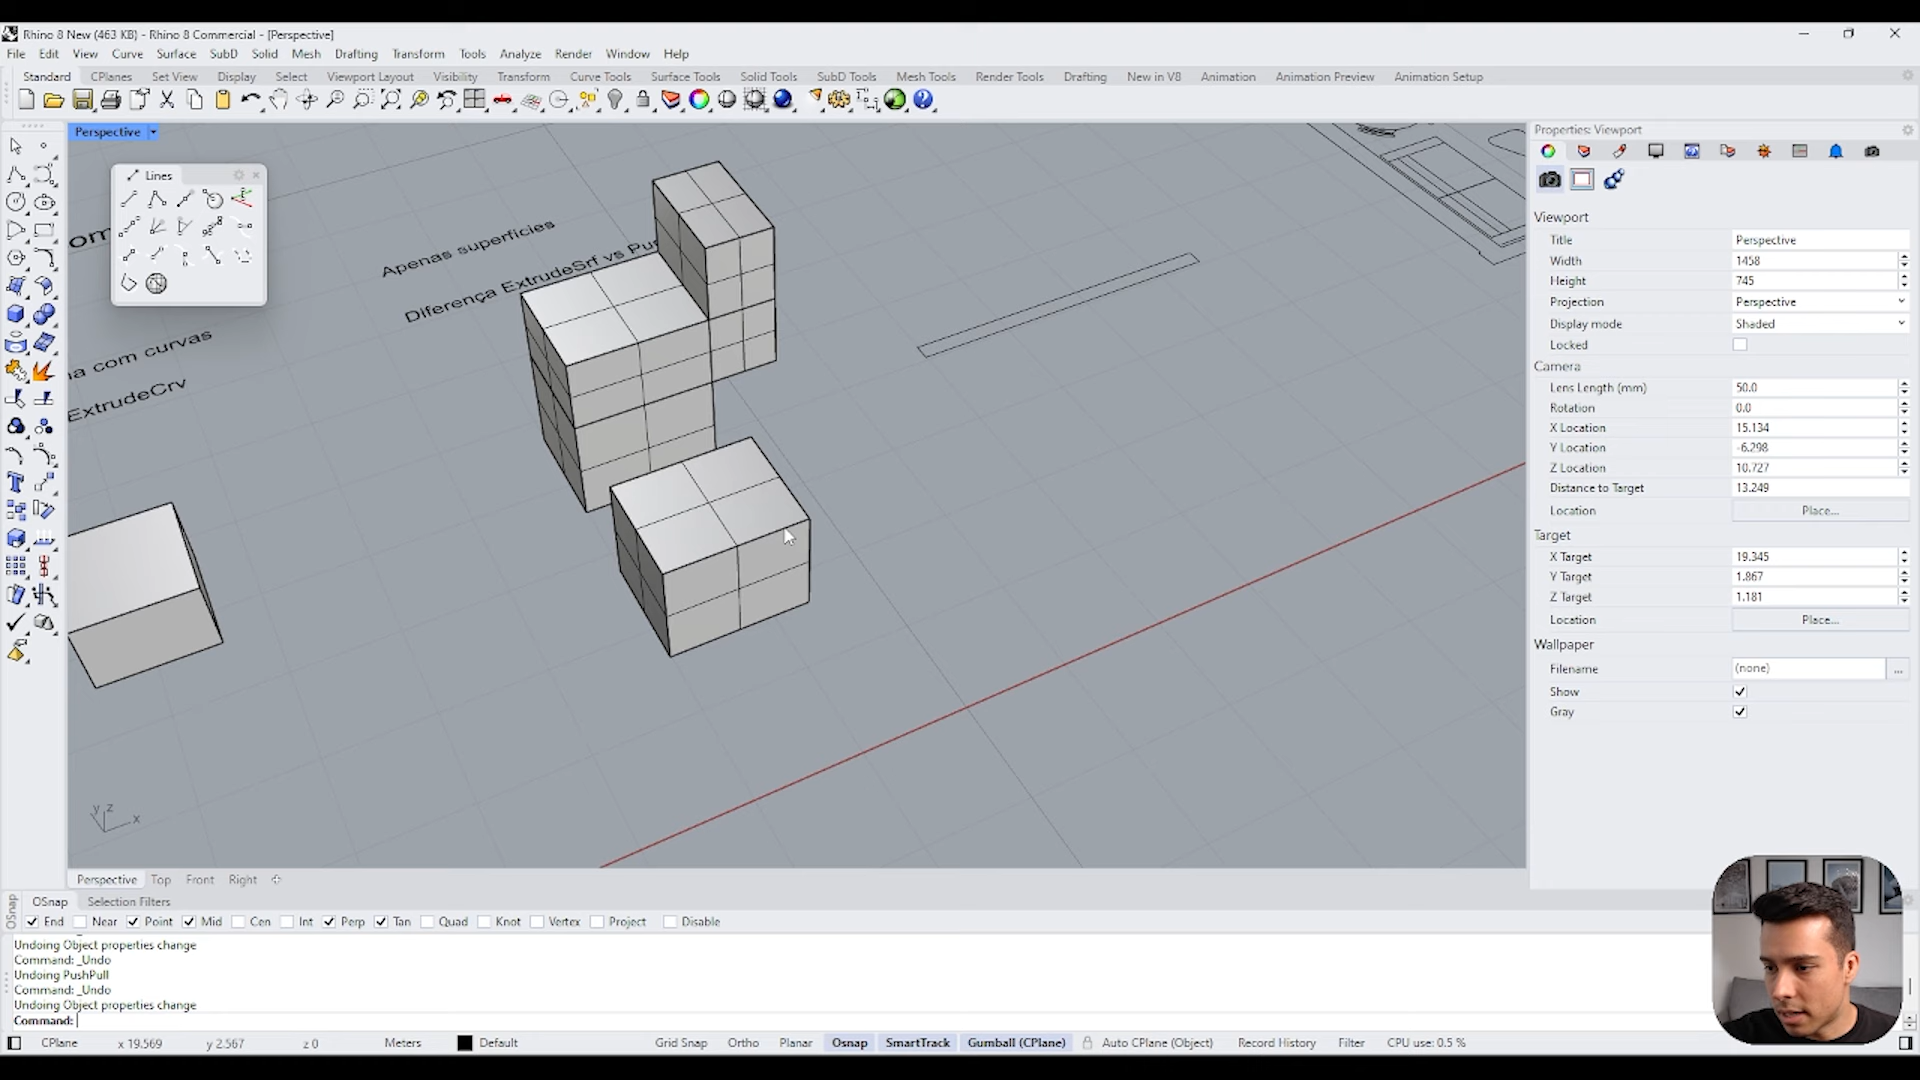 Rhino 8 New (463 KB) - Rhino 8 Commercial - [Perspective]
File Edit View Curve Surface SubD Solid Mesh Drafting Transform Tools Analyze Render Window Help
Standard CPlanes Set View Display Select Viewport Layout Visibility Transform Curve Tools Surface Tools Solid Tools SubD Tools Mesh Tools Render Tools Drafting New in V8 Animation Animation Preview Animation Setup
Perspective
Lines
Apenas superfícies
Diferença ExtrudeSrf vs Pus
com curvas
ExtrudeCrv
y z x
Perspective Top Front Right
Properties: Viewport
Viewport
Title Perspective
Width 1458
Height 745
Projection Perspective
Display mode Shaded
Locked
Camera
Lens Length (mm) 50.0
Rotation 0.0
X Location 15.134
Y Location -6.298
Z Location 10.727
Distance to Target 13.249
Location Place...
Target
X Target 19.345
Y Target 1.867
Z Target 1.181
Location Place...
Wallpaper
Filename (none) ...
Show
Gray
OSnap
OSnap Selection Filters
End Near Point Mid Cen Int Perp Tan Quad Knot Vertex Project Disable
Undoing Object properties change
Command: _Undo
Undoing PushPull
Command: _Undo
Undoing Object properties change
Command:
CPlane x 19.569 y 2.567 z 0 Meters Default Grid Snap Ortho Planar Osnap SmartTrack Gumball (CPlane) Auto CPlane (Object) Record History Filter CPU use: 0.5 %